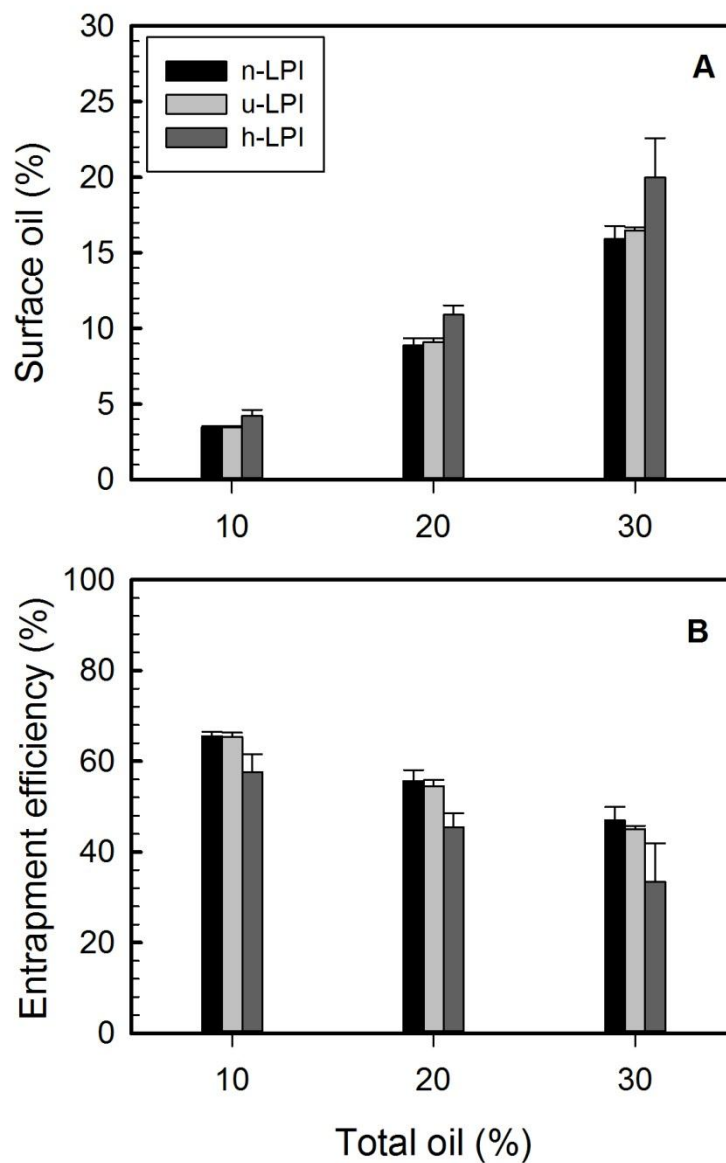 30
25
20
15
10
5
0
Surface oil (%)
n-LPI
u-LPI
h-LPI
A
10 20 30
100
80
60
40
20
0
Entrapment efficiency (%)
B
10 20 30
Total oil (%)